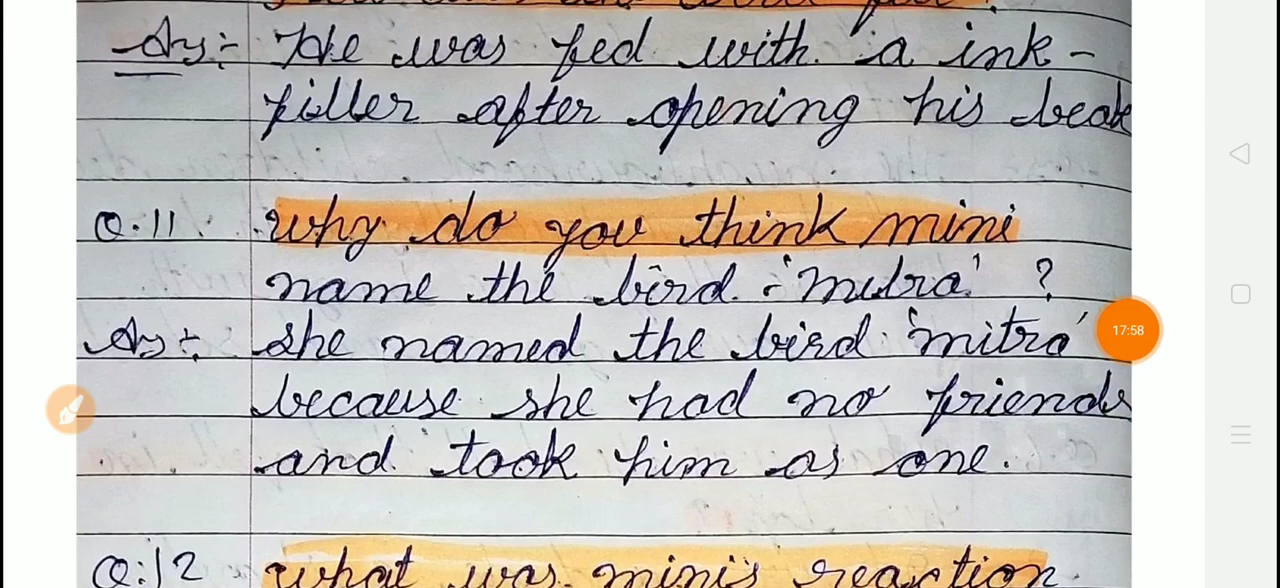 Ans:- He was fed with a ink-
filler after opening his beak
Q.11. why do you think mini
name the bird 'mitra' ?
Ans:- she named the bird 'mitra'
because she had no friends
and took him as one.
Q.12 what was mini's reaction
17:58